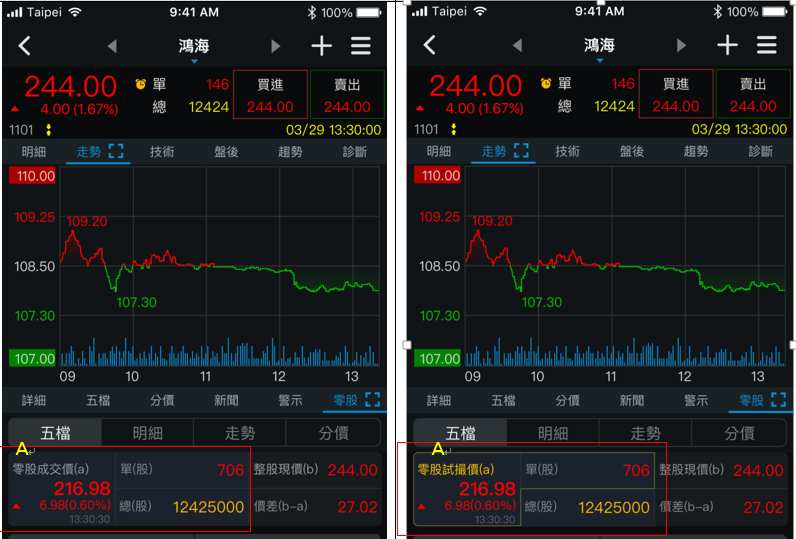 Taipei 9:41 AM 100%
鴻海
244.00 單 146 買進 賣出
4.00 (1.67%) 總 12424 244.00 244.00
1101 03/29 13:30:00
明細 走勢 技術 盤後 趨勢 診斷
110.00
109.25 109.20
108.50
107.30 107.30
107.00
09 10 11 12 13
詳細 五檔 分價 新聞 警示 零股
五檔 明細 走勢 分價
A
零股成交價(a) 單(股) 706 整股現價(b) 244.00
216.98
6.98(0.60%) 總(股) 12425000 價差(b-a) 27.02
13:30:30
Taipei 9:41 AM 100%
鴻海
244.00 單 146 買進 賣出
4.00 (1.67%) 總 12424 244.00 244.00
1101 03/29 13:30:00
明細 走勢 技術 盤後 趨勢 診斷
110.00
109.25 109.20
108.50
107.30 107.30
107.00
09 10 11 12 13
詳細 五檔 分價 新聞 警示 零股
五檔 明細 走勢 分價
A
零股試撮價(a) 單(股) 706 整股現價(b) 244.00
216.98
6.98(0.60%) 總(股) 12425000 價差(b-a) 27.02
13:30:30